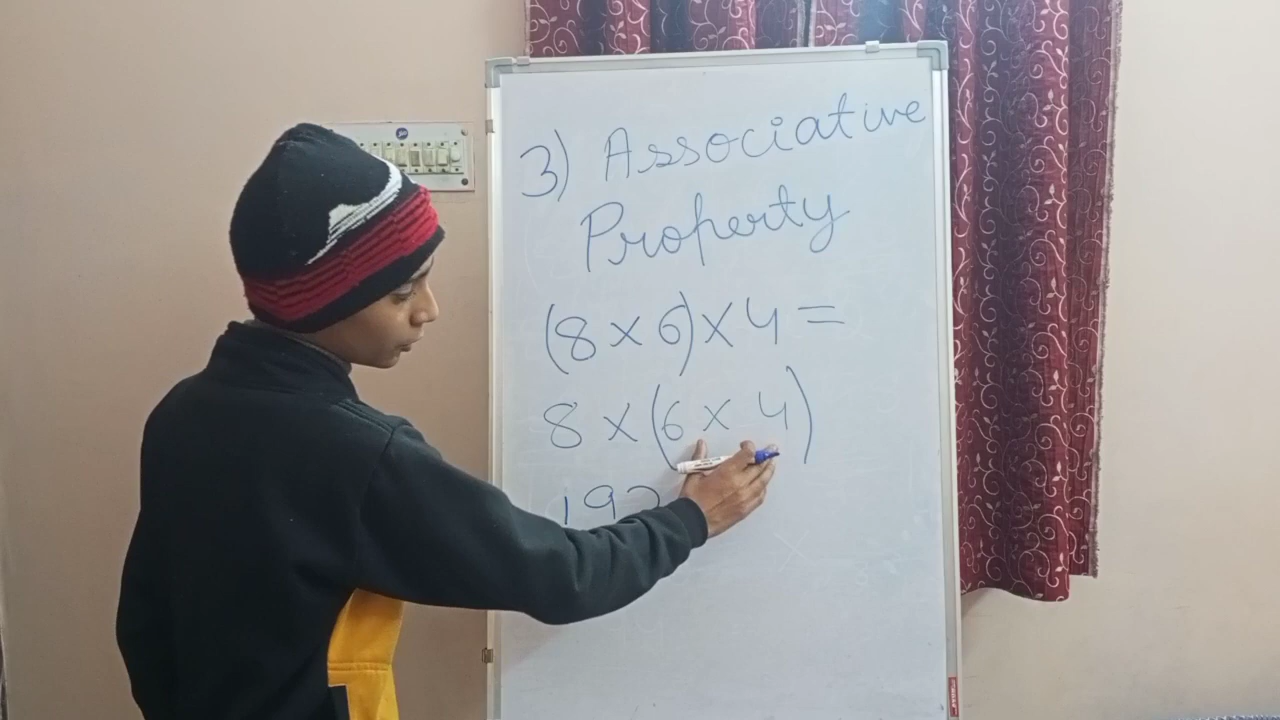 3) Associative
Property
(8 × 6) × 4 =
8 × (6 × 4)
192